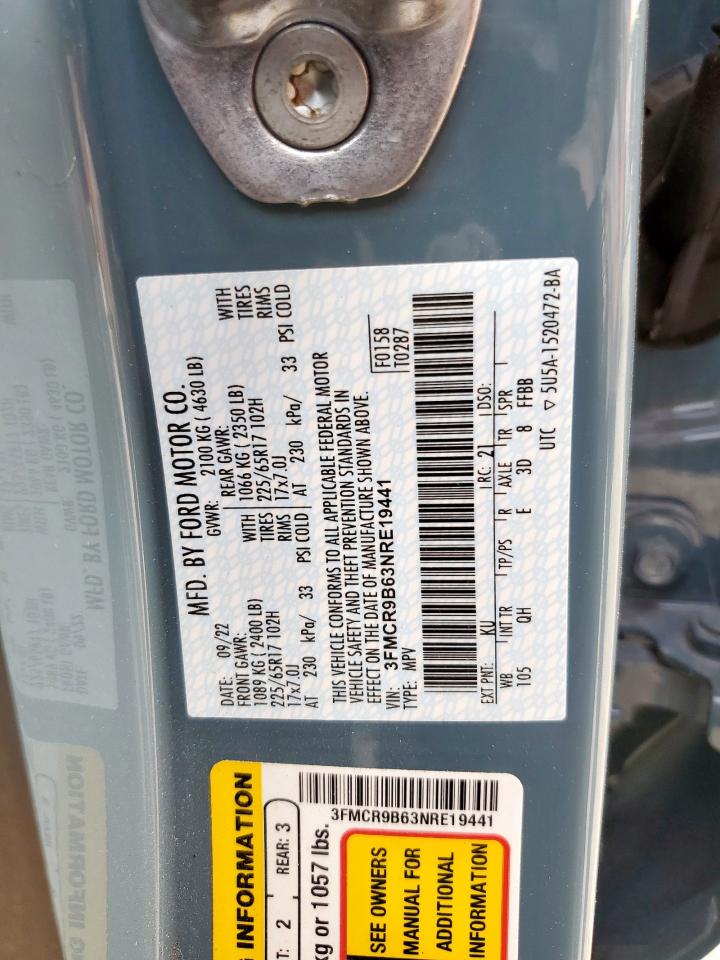 MFD. BY FORD MOTOR CO.
DATE: 09/22 GVWR: 2100 KG ( 4630 LB)
FRONT GAWR: REAR GAWR:
1089 KG ( 2400 LB) WITH 1066 KG ( 2350 LB) WITH
225/65R17 102H TIRES 225/65R17 102H TIRES
17x7.0J RIMS 17x7.0J RIMS
AT 230 kPa/ 33 PSI COLD AT 230 kPa/ 33 PSI COLD
THIS VEHICLE CONFORMS TO ALL APPLICABLE FEDERAL MOTOR
VEHICLE SAFETY AND THEFT PREVENTION STANDARDS IN
EFFECT ON THE DATE OF MANUFACTURE SHOWN ABOVE.
VIN: 3FMCR9B63NRE19441 F0158
TYPE: MPV T0287
EXT PNT: KU RC: 21 DSO:
WB INT TR TP/PS R AXLE TR SPR
105 QH E 3D 8 FFBB
UTC ▽ 5U5A-1520472-BA
G INFORMATION
T: 2 REAR: 3
kg or 1057 lbs.
3FMCR9B63NRE19441
SEE OWNERS
MANUAL FOR
ADDITIONAL
INFORMATION